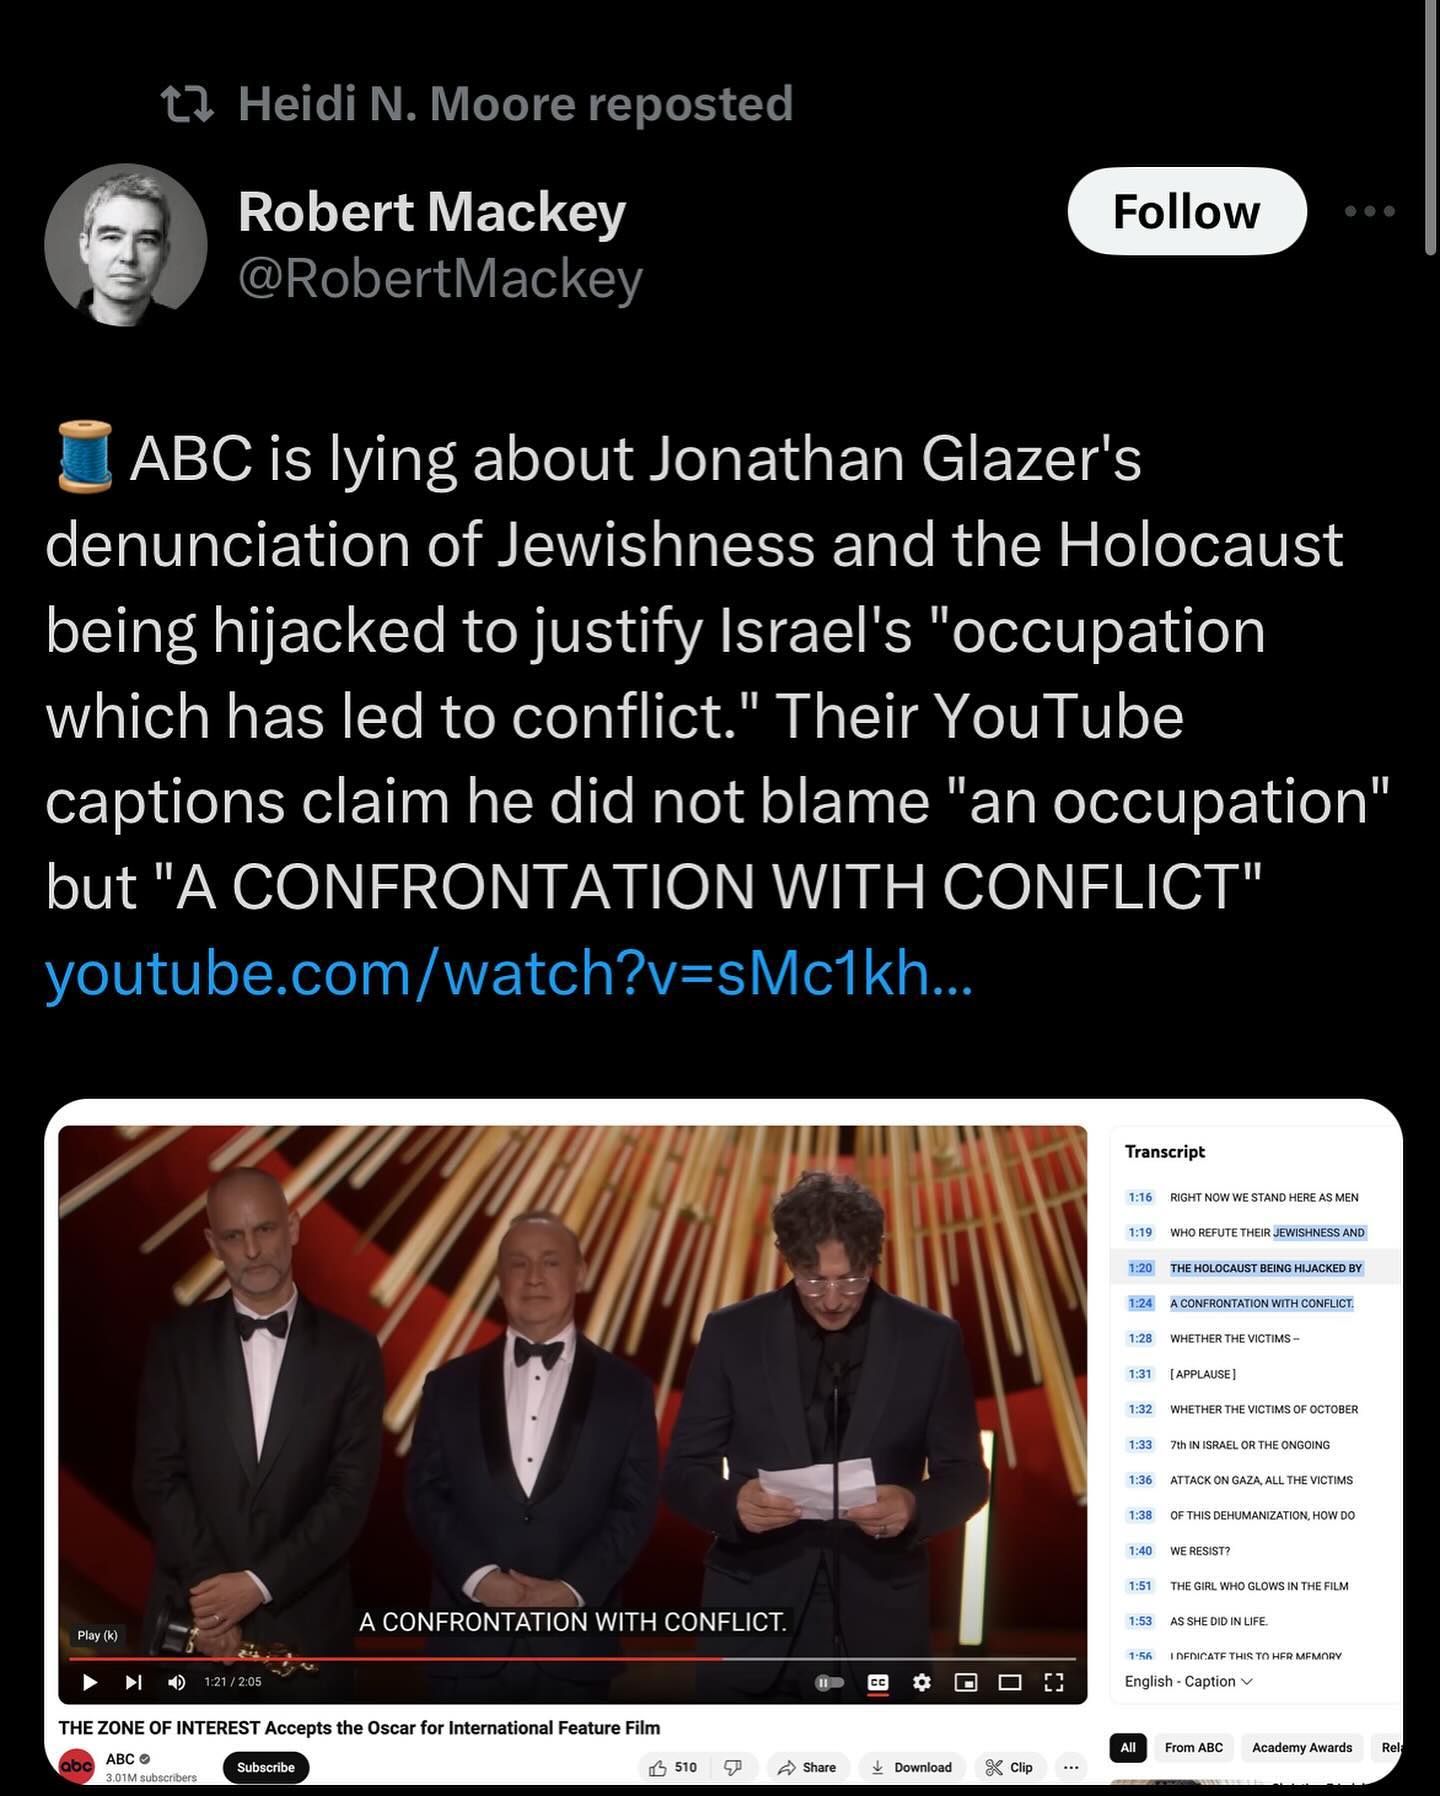 Heidi N. Moore reposted
Robert Mackey
@RobertMackey
Follow
🧵 ABC is lying about Jonathan Glazer's
denunciation of Jewishness and the Holocaust
being hijacked to justify Israel's "occupation
which has led to conflict." Their YouTube
captions claim he did not blame "an occupation"
but "A CONFRONTATION WITH CONFLICT"
youtube.com/watch?v=sMc1kh...
Transcript
1:16 RIGHT NOW WE STAND HERE AS MEN
1:19 WHO REFUTE THEIR JEWISHNESS AND
1:20 THE HOLOCAUST BEING HIJACKED BY
1:24 A CONFRONTATION WITH CONFLICT.
1:28 WHETHER THE VICTIMS --
1:31 [ APPLAUSE ]
1:32 WHETHER THE VICTIMS OF OCTOBER
1:33 7th IN ISRAEL OR THE ONGOING
1:36 ATTACK ON GAZA, ALL THE VICTIMS
1:38 OF THIS DEHUMANIZATION, HOW DO
1:40 WE RESIST?
1:51 THE GIRL WHO GLOWS IN THE FILM
1:53 AS SHE DID IN LIFE.
1:56 I DEDICATE THIS TO HER MEMORY
English - Caption
A CONFRONTATION WITH CONFLICT.
Play (k)
1:21 / 2:05
CC
THE ZONE OF INTEREST Accepts the Oscar for International Feature Film
abc
ABC
3.01M subscribers
Subscribe
510
Share
Download
Clip
All
From ABC
Academy Awards